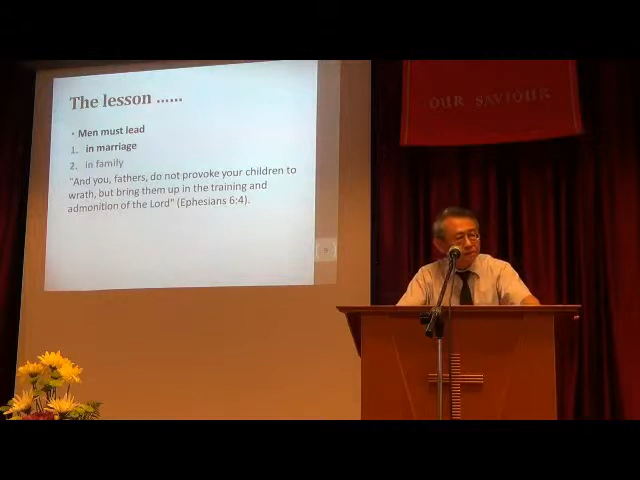 The lesson ......
• Men must lead
1. in marriage
2. in family
"And you, fathers, do not provoke your children to
wrath, but bring them up in the training and
admonition of the Lord" (Ephesians 6:4).
OUR SAVIOUR